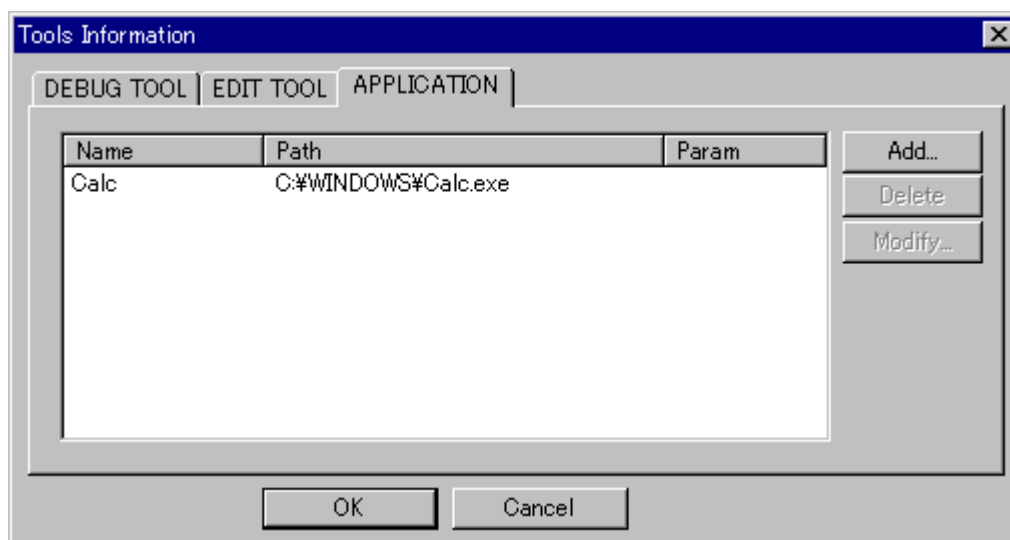 Tools Information
DEBUG TOOL EDIT TOOL APPLICATION
Name Path Param
Calc C:¥WINDOWS¥Calc.exe
Add...
Delete
Modify...
OK Cancel